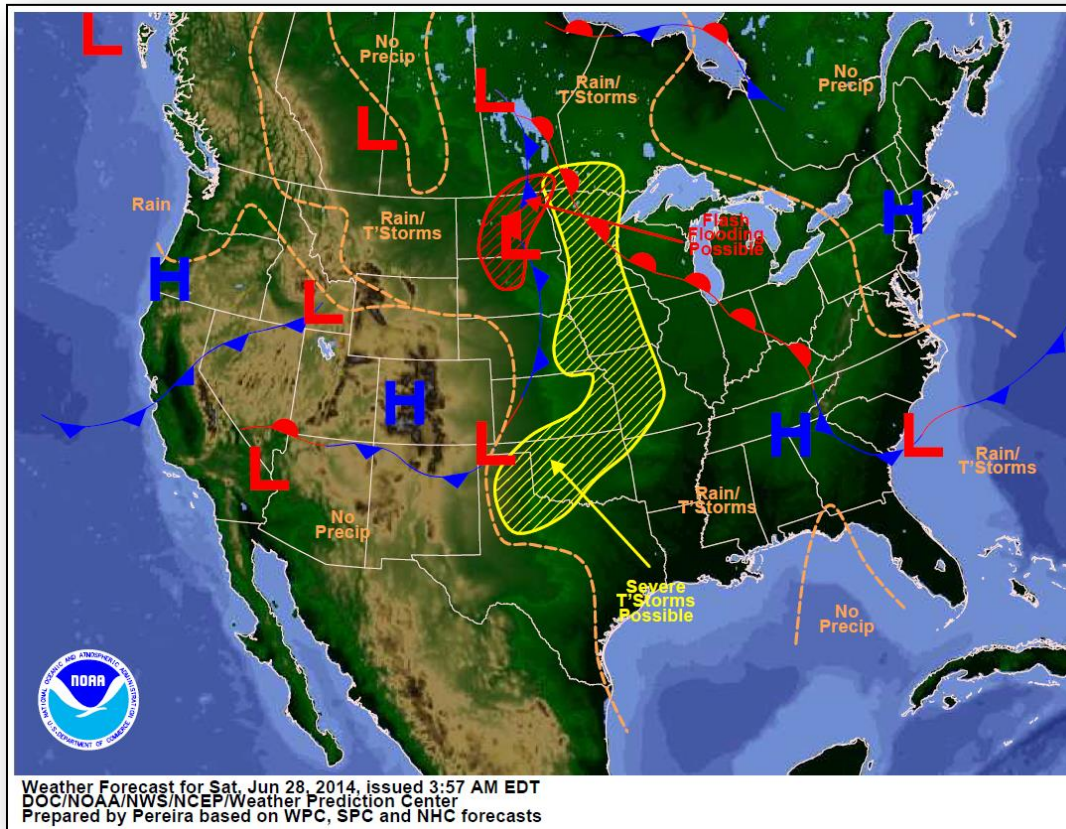 L
No
Precip
L
Rain/
T'Storms
No
Precip
L
Rain
Rain/
T'Storms
H
Flash
Flooding
Possible
L
H
L
H
H
L
L
L
Rain/
T'Storms
Rain/
T'Storms
No
Precip
Severe
T'Storms
Possible
No
Precip
NATIONAL OCEANIC AND ATMOSPHERIC ADMINISTRATION
NOAA
U.S. DEPARTMENT OF COMMERCE
Weather Forecast for Sat, Jun 28, 2014, issued 3:57 AM EDT
DOC/NOAA/NWS/NCEP/Weather Prediction Center
Prepared by Pereira based on WPC, SPC and NHC forecasts